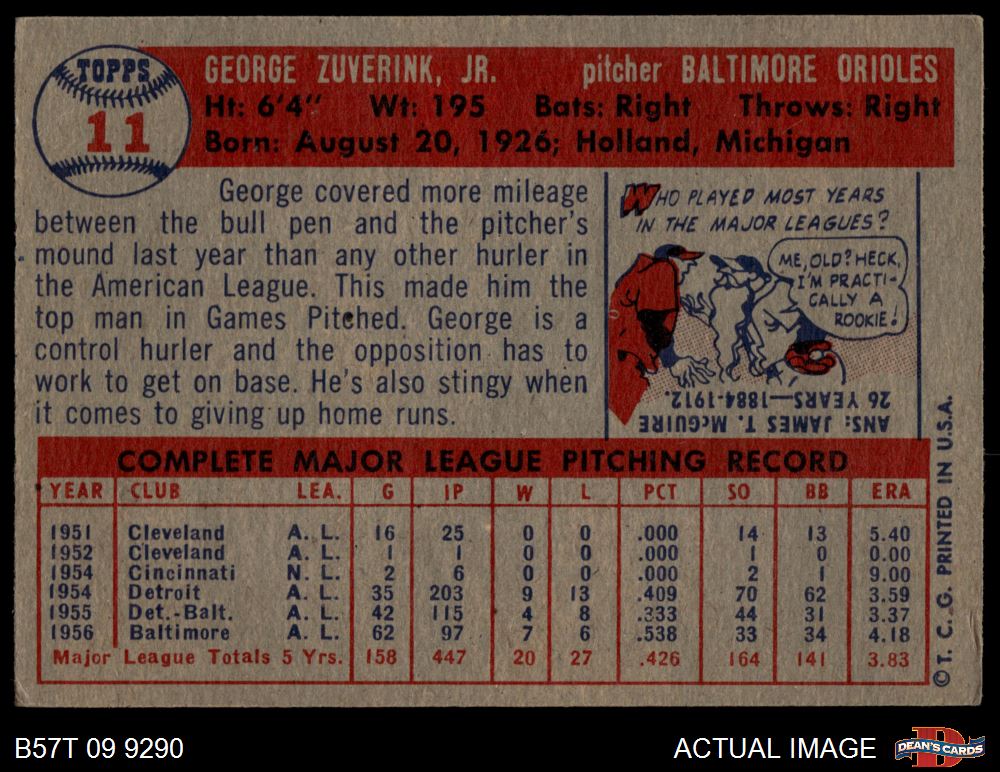 TOPPS
11
GEORGE ZUVERINK, JR. pitcher BALTIMORE ORIOLES
Ht: 6'4" Wt: 195 Bats: Right Throws: Right
Born: August 20, 1926; Holland, Michigan
George covered more mileage
between the bull pen and the pitcher's
mound last year than any other hurler in
the American League. This made him the
top man in Games Pitched. George is a
control hurler and the opposition has to
work to get on base. He's also stingy when
it comes to giving up home runs.
WHO PLAYED MOST YEARS
IN THE MAJOR LEAGUES?
ME, OLD? HECK,
I'M PRACTI-
CALLY A
ROOKIE!
ANS: JAMES T. McGUIRE
26 YEARS—1884-1912.
COMPLETE MAJOR LEAGUE PITCHING RECORD
YEAR CLUB LEA. G IP W L PCT SO BB ERA
1951 Cleveland A. L. 16 25 0 0 .000 14 13 5.40
1952 Cleveland A. L. 1 1 0 0 .000 1 0 0.00
1954 Cincinnati N. L. 2 6 0 0 .000 2 1 9.00
1954 Detroit A. L. 35 203 9 13 .409 70 62 3.59
1955 Det.-Balt. A. L. 42 115 4 8 .333 44 31 3.37
1956 Baltimore A. L. 62 97 7 6 .538 33 34 4.18
Major League Totals 5 Yrs. 158 447 20 27 .426 164 141 3.83
©T. C. G. PRINTED IN U.S.A.
B57T 09 9290
ACTUAL IMAGE
DEAN'S CARDS